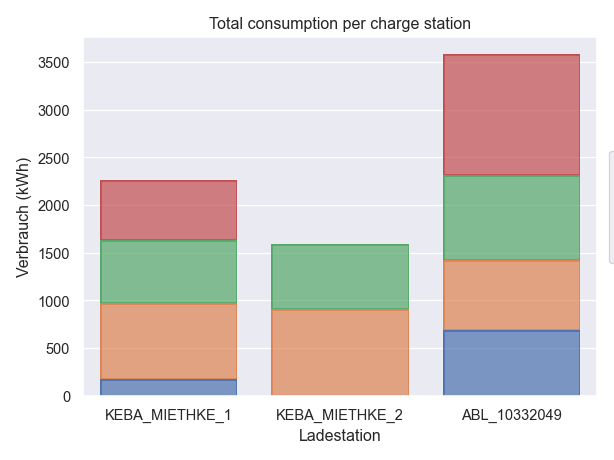 Total consumption per charge station
Verbrauch (kWh)
3500
3000
2500
2000
1500
1000
500
0
KEBA_MIETHKE_1
KEBA_MIETHKE_2
ABL_10332049
Ladestation